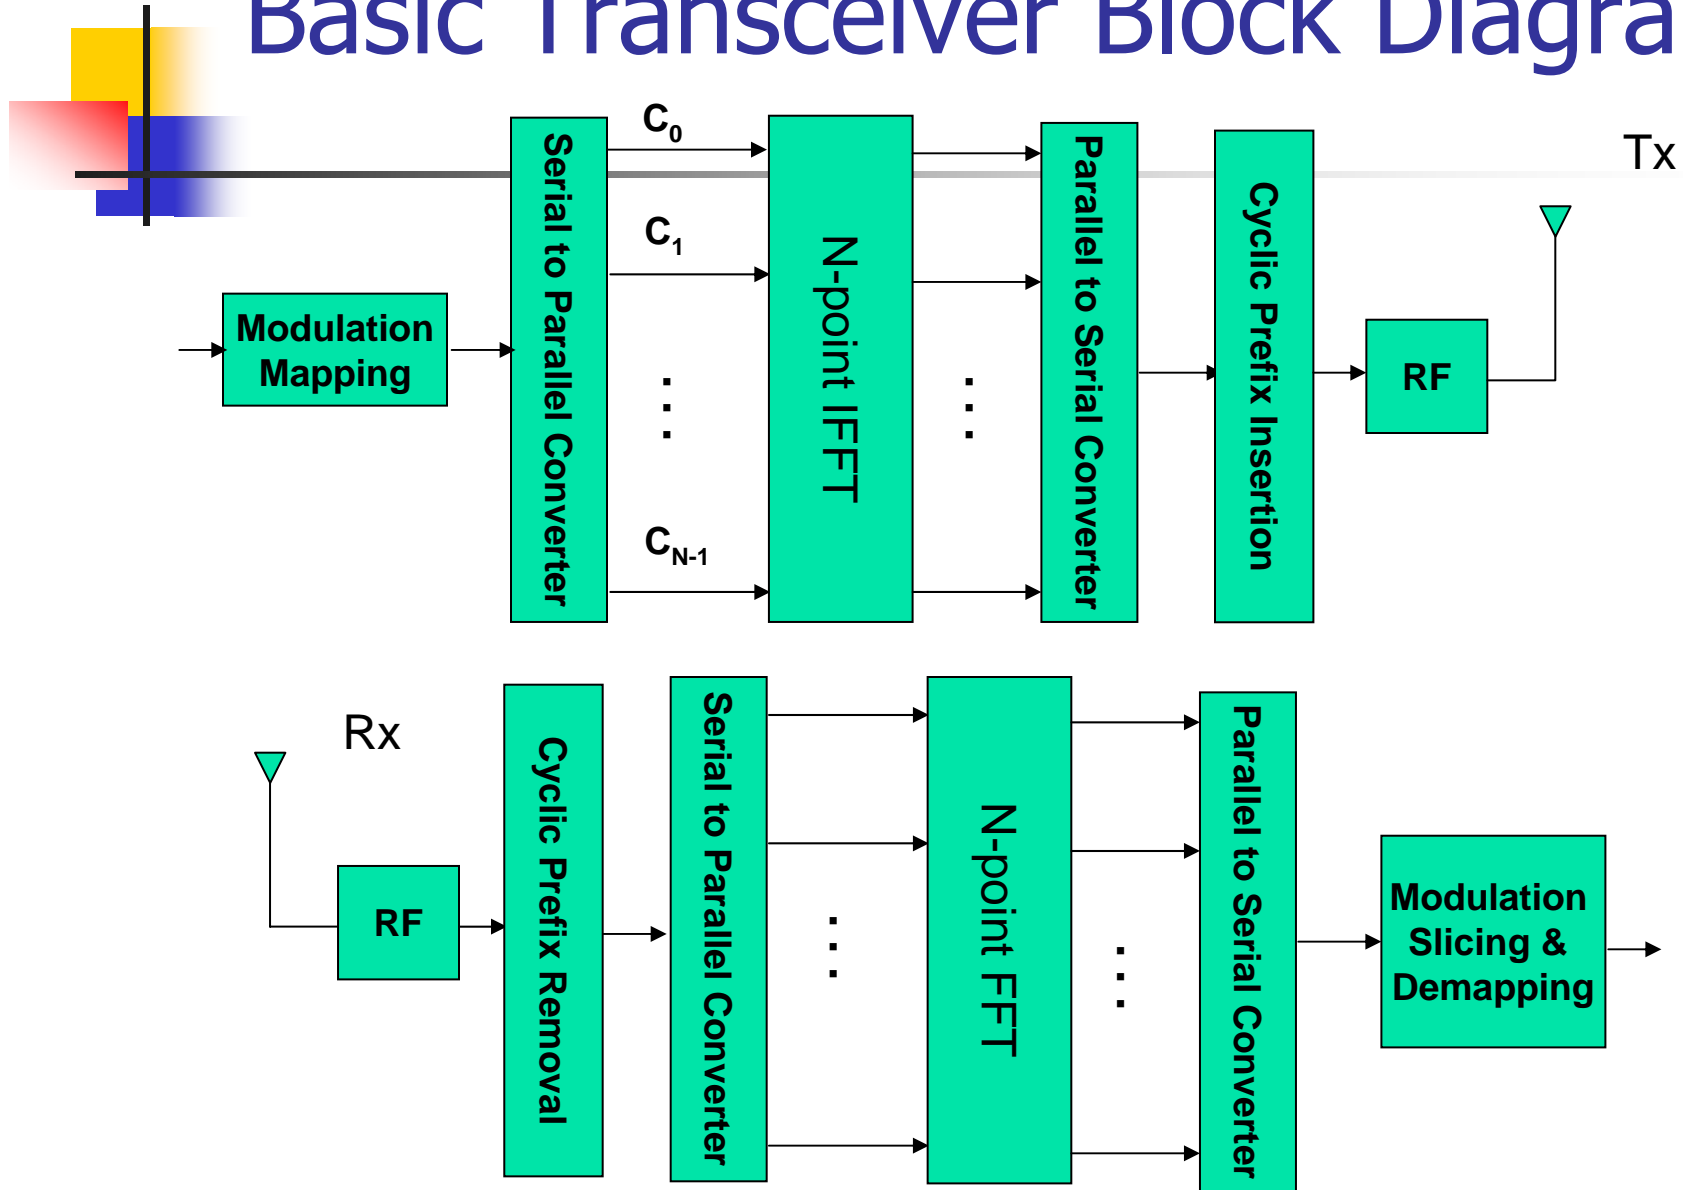 Basic Transceiver Block Diagra
Tx
Modulation
Mapping
Serial to Parallel Converter
C0
C1
CN-1
N-point IFFT
Parallel to Serial Converter
Cyclic Prefix Insertion
RF
Rx
RF
Cyclic Prefix Removal
Serial to Parallel Converter
N-point FFT
Parallel to Serial Converter
Modulation
Slicing &
Demapping